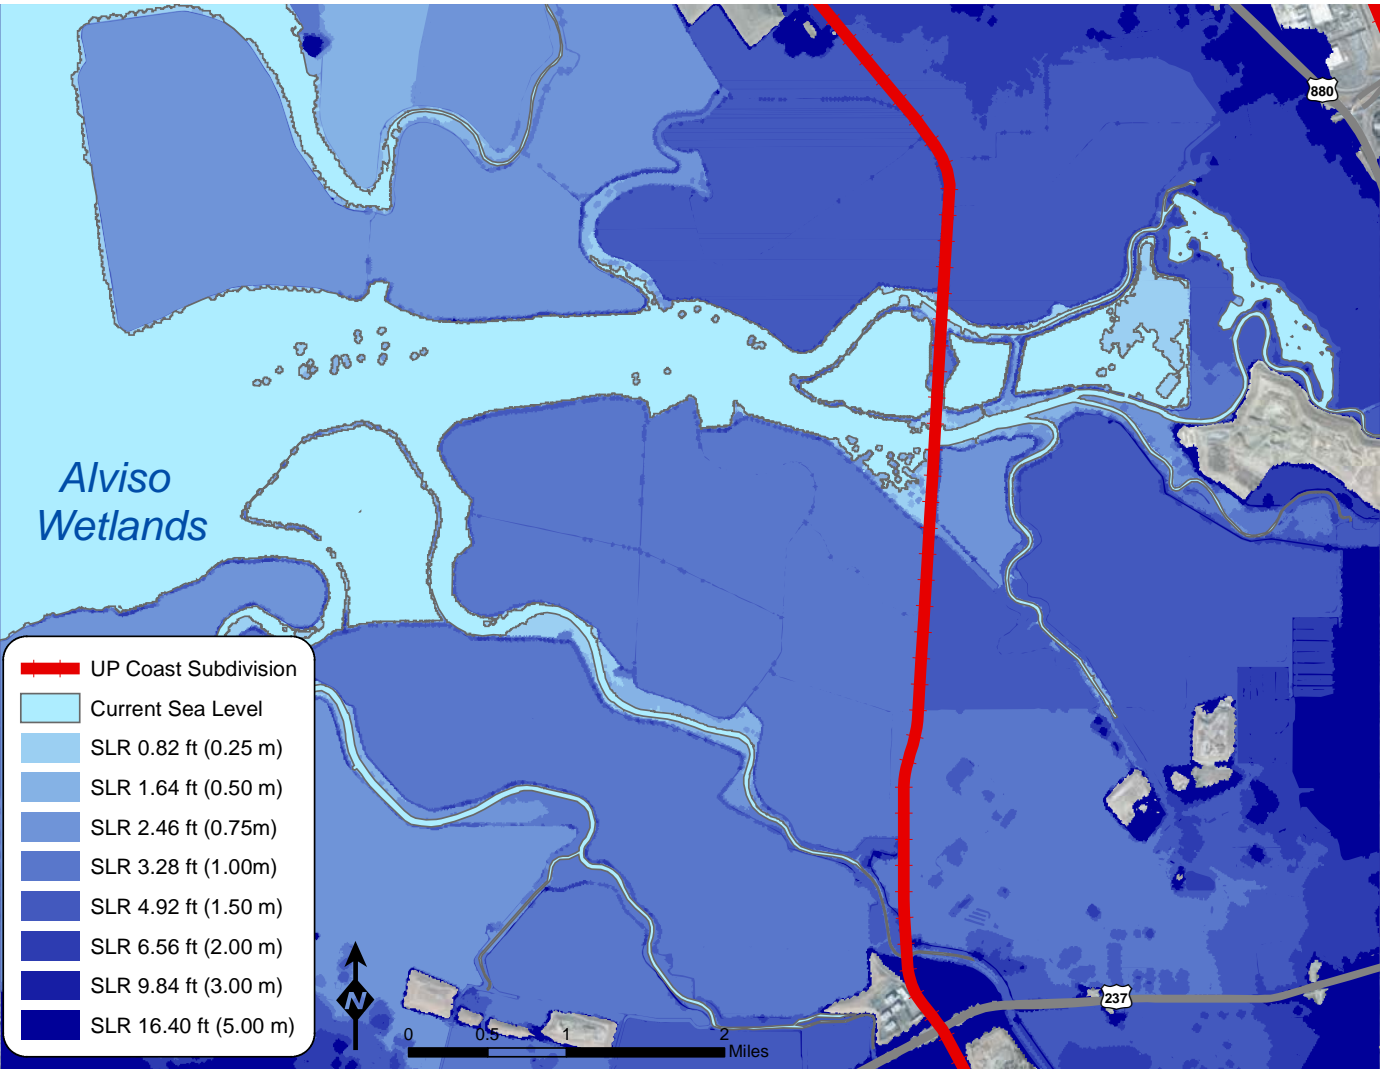 880
Alviso
Wetlands
UP Coast Subdivision
Current Sea Level
SLR 0.82 ft (0.25 m)
SLR 1.64 ft (0.50 m)
SLR 2.46 ft (0.75m)
SLR 3.28 ft (1.00m)
SLR 4.92 ft (1.50 m)
SLR 6.56 ft (2.00 m)
SLR 9.84 ft (3.00 m)
SLR 16.40 ft (5.00 m)
N
237
0 0.5 1 2
Miles